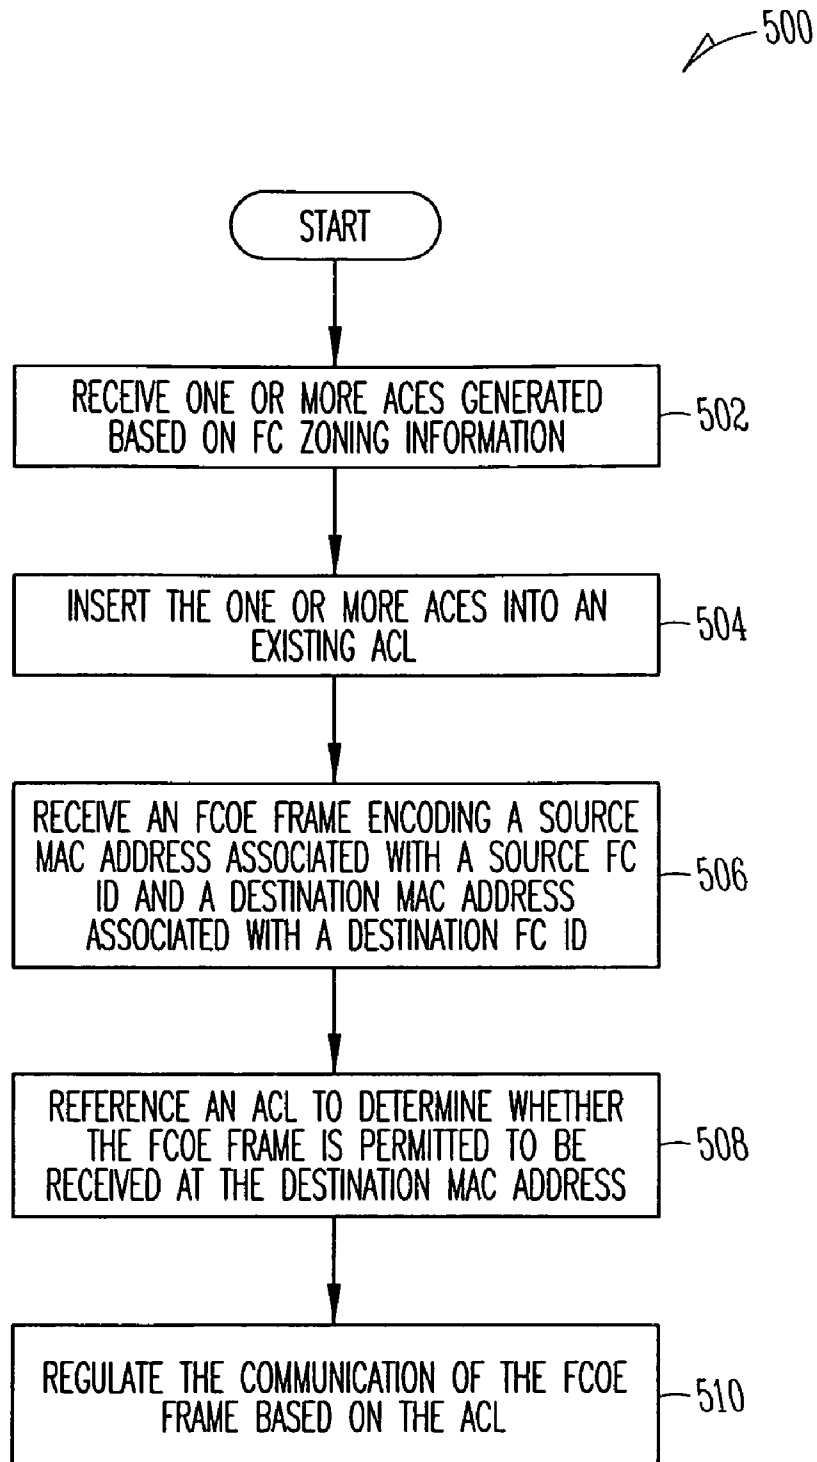 500
START
RECEIVE ONE OR MORE ACES GENERATED
BASED ON FC ZONING INFORMATION
502
INSERT THE ONE OR MORE ACES INTO AN
EXISTING ACL
504
RECEIVE AN FCOE FRAME ENCODING A SOURCE
MAC ADDRESS ASSOCIATED WITH A SOURCE FC
ID AND A DESTINATION MAC ADDRESS
ASSOCIATED WITH A DESTINATION FC ID
506
REFERENCE AN ACL TO DETERMINE WHETHER
THE FCOE FRAME IS PERMITTED TO BE
RECEIVED AT THE DESTINATION MAC ADDRESS
508
REGULATE THE COMMUNICATION OF THE FCOE
FRAME BASED ON THE ACL
510